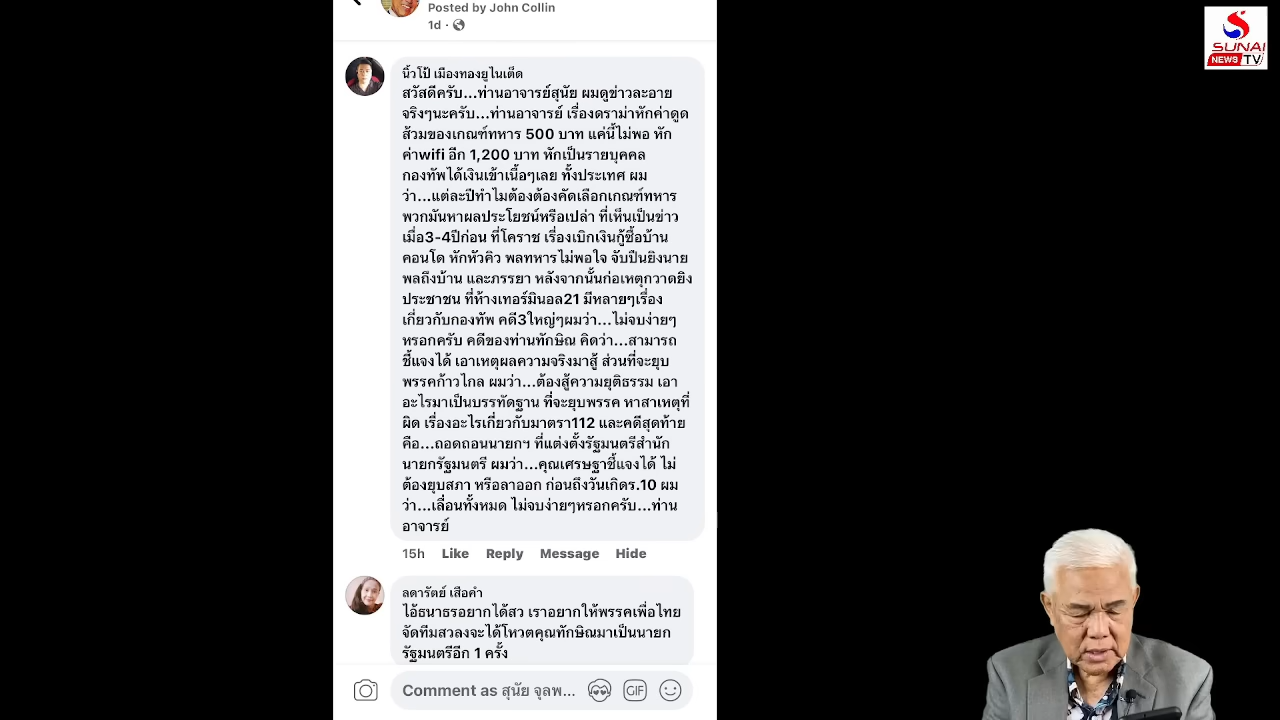 Posted by John Collin
1d ·
SUNAI
NEWS TV
นิ้วโป้ เมืองทองยูไนเต็ด
สวัสดีครับ...ท่านอาจารย์สุนัย ผมดูข่าวละอาย
จริงๆนะครับ...ท่านอาจารย์ เรื่องดราม่าหักค่าดูด
ส้วมของเกณฑ์ทหาร 500 บาท แค่นี้ไม่พอ หัก
ค่าwifi อีก 1,200 บาท หักเป็นรายบุคคล
กองทัพได้เงินเข้าเนื้อๆเลย ทั้งประเทศ ผม
ว่า...แต่ละปีทำไมต้องต้องคัดเลือกเกณฑ์ทหาร
พวกมันหาผลประโยชน์หรือเปล่า ที่เห็นเป็นข่าว
เมื่อ3-4ปีก่อน ที่โคราช เรื่องเบิกเงินกู้ซื้อบ้าน
คอนโด หักหัวคิว พลทหารไม่พอใจ จับปืนยิงนาย
พลถึงบ้าน และภรรยา หลังจากนั้นก่อเหตุกวาดยิง
ประชาชน ที่ห้างเทอร์มินอล21 มีหลายๆเรื่อง
เกี่ยวกับกองทัพ คดี3ใหญ่ๆผมว่า...ไม่จบง่ายๆ
หรอกครับ คดีของท่านทักษิณ คิดว่า...สามารถ
ชี้แจงได้ เอาเหตุผลความจริงมาสู้ ส่วนที่จะยุบ
พรรคก้าวไกล ผมว่า...ต้องสู้ความยุติธรรม เอา
อะไรมาเป็นบรรทัดฐาน ที่จะยุบพรรค หาสาเหตุที่
ผิด เรื่องอะไรเกี่ยวกับมาตรา112 และคดีสุดท้าย
คือ...ถอดถอนนายกฯ ที่แต่งตั้งรัฐมนตรีสำนัก
นายกรัฐมนตรี ผมว่า...คุณเศรษฐาชี้แจงได้ ไม่
ต้องยุบสภา หรือลาออก ก่อนถึงวันเกิดร.10 ผม
ว่า...เลื่อนทั้งหมด ไม่จบง่ายๆหรอกครับ...ท่าน
อาจารย์
15h Like Reply Message Hide
ลดารัตย์ เสือคำ
ไอ้ธนาธรอยากได้สว เราอยากให้พรรคเพื่อไทย
จัดทีมสวลงจะได้โหวตคุณทักษิณมาเป็นนายก
รัฐมนตรีอีก 1 ครั้ง
Comment as สุนัย จุลพ...
GIF